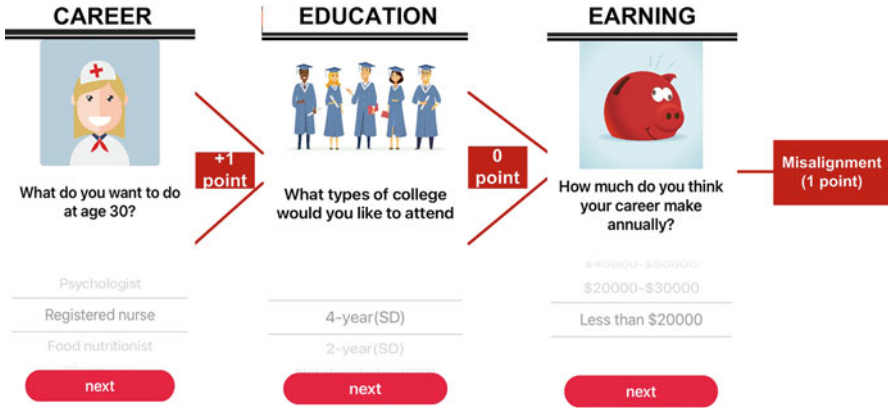 CAREER
What do you want to do
at age 30?
Psychologist
Registered nurse
Food nutritionist
next
+1
point
EDUCATION
What types of college
would you like to attend
4-year(SD)
2-year(SD)
next
0
point
EARNING
How much do you think
your career make
annually?
$40000-$50000
$20000-$30000
Less than $20000
next
Misalignment
(1 point)